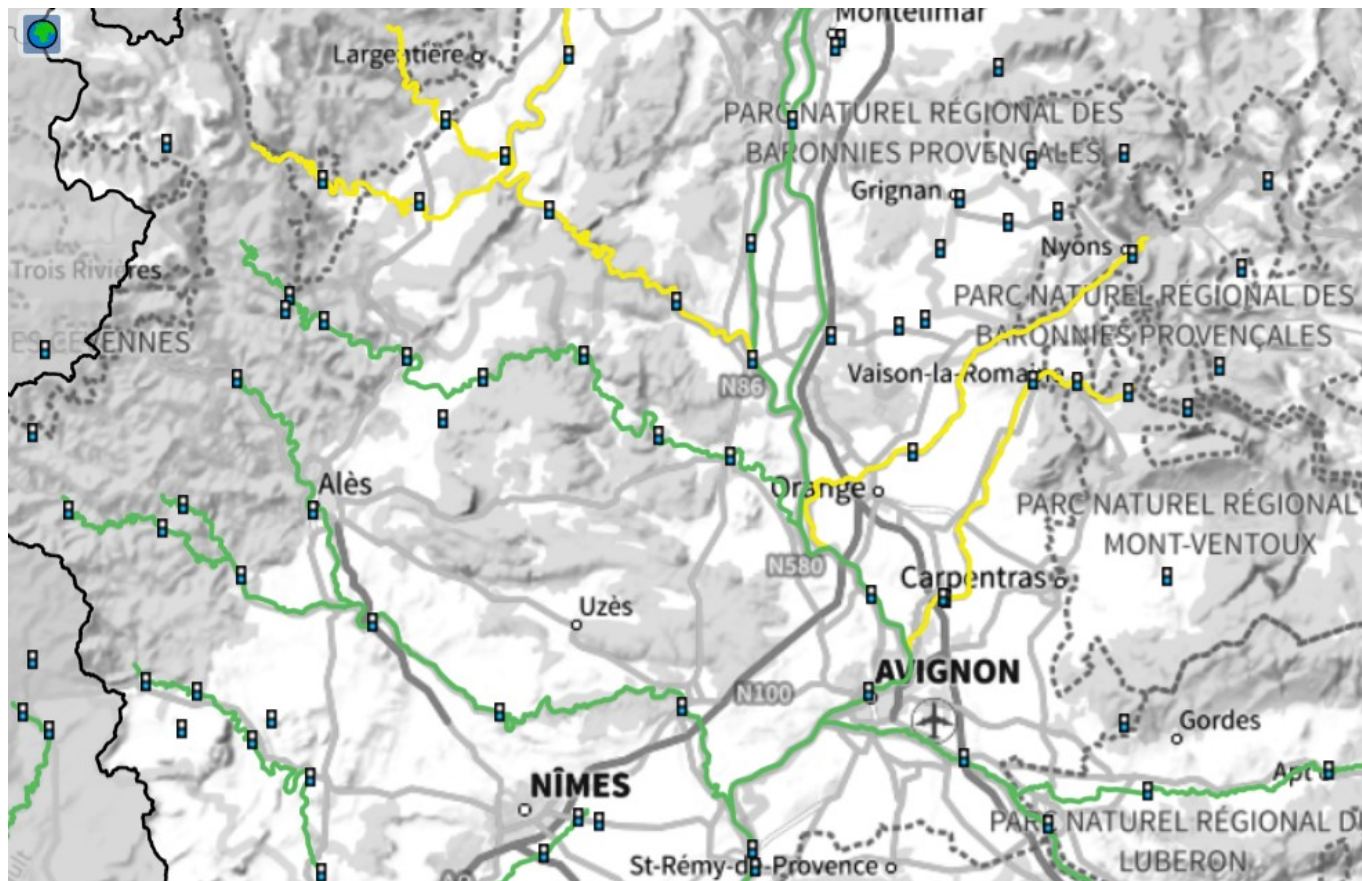 Montélimar
Largentière
PARC NATUREL RÉGIONAL DES
BARONNIES PROVENÇALES
Grignan
Nyons
Trois Rivières
PARC NATUREL RÉGIONAL DES
BARONNIES PROVENÇALES
ES CÉVENNES
Vaison-la-Romaine
N86
Alès
Orange
PARC NATUREL RÉGIONAL
MONT-VENTOUX
N580
Carpentras
Uzès
AVIGNON
N100
Gordes
Apt
NÎMES
PARC NATUREL RÉGIONAL DU
LUBERON
St-Rémy-de-Provence